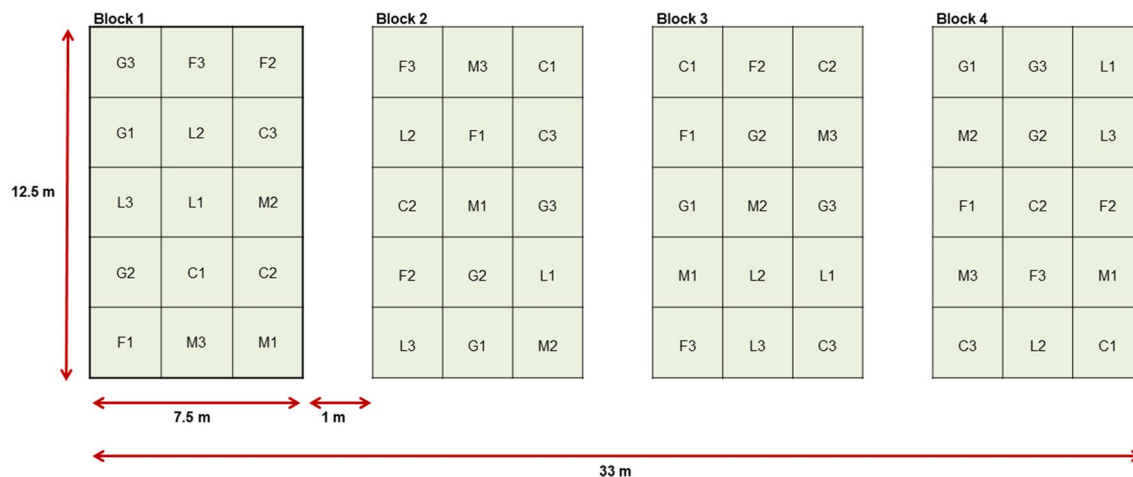 Block 1 Block 2 Block 3 Block 4
G3 F3 F2 F3 M3 C1 C1 F2 C2 G1 G3 L1
G1 L2 C3 L2 F1 C3 F1 G2 M3 M2 G2 L3
12.5 m L3 L1 M2 C2 M1 G3 G1 M2 G3 F1 C2 F2
G2 C1 C2 F2 G2 L1 M1 L2 L1 M3 F3 M1
F1 M3 M1 L3 G1 M2 F3 L3 C3 C3 L2 C1
7.5 m 1 m
33 m